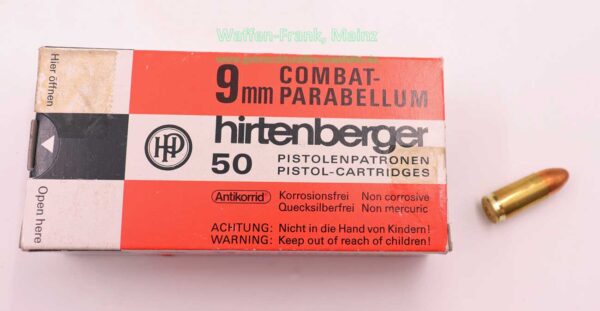 Waffen-Frank, Mainz
Hier öffnen
9mm COMBAT-
PARABELLUM
HP
hirtenberger
50 PISTOLENPATRONEN
PISTOL-CARTRIDGES
Antikorrid Korrosionsfrei Non corrosive
Quecksilberfrei Non mercuric
ACHTUNG: Nicht in die Hand von Kindern!
WARNING: Keep out of reach of children!
Open here